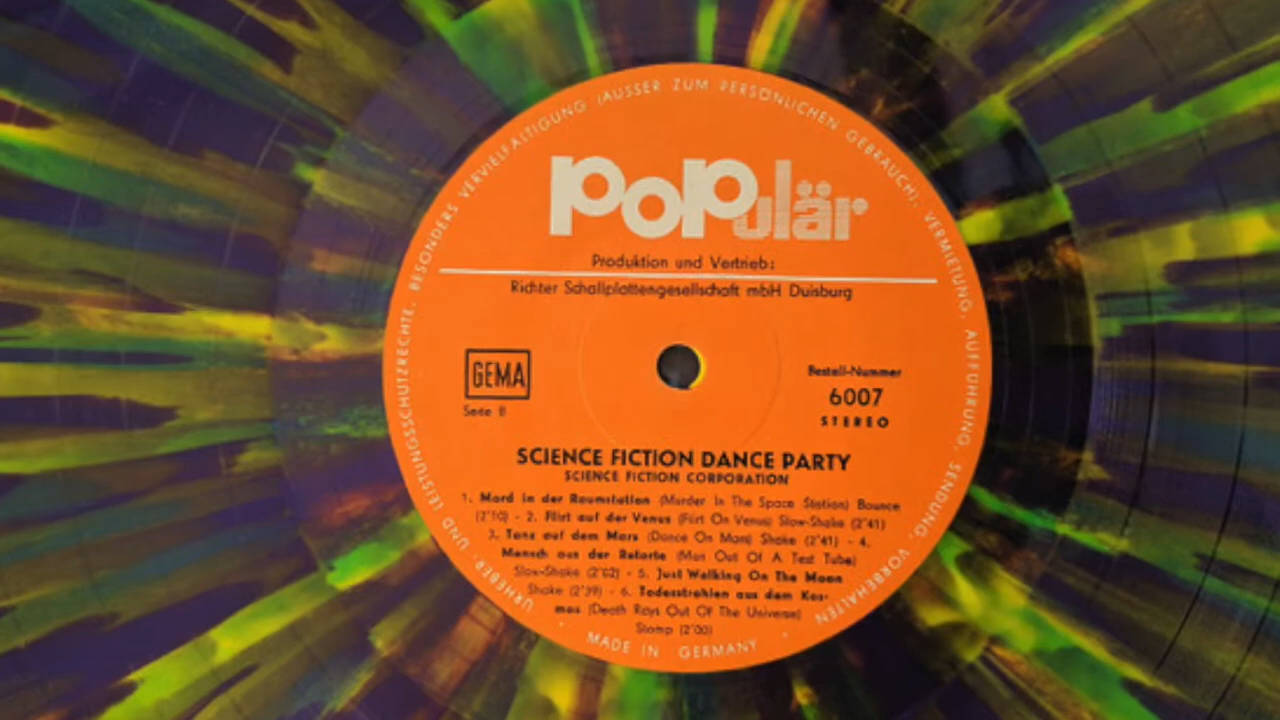 URHEBER- UND LEISTUNGSSCHUTZRECHTE, BESONDERS VERVIELFÄLTIGUNG (AUSSER ZUM PERSÖNLICHEN GEBRAUCH), VERMIETUNG, AUFFÜHRUNG, SENDUNG, VORBEHALTEN
populär
Produktion und Vertrieb:
Richter Schallplattengesellschaft mbH Duisburg
GEMA
Seite B
Bestell-Nummer
6007
STEREO
SCIENCE FICTION DANCE PARTY
SCIENCE FICTION CORPORATION
1. Mord in der Raumstation (Murder In The Space Station) Bounce
(2'10) - 2. Flirt auf der Venus (Flirt On Venus) Slow-Shake (2'41)
3. Tanz auf dem Mars (Dance On Mars) Shake (2'41) - 4.
Mensch aus der Retorte (Man Out Of A Test Tube)
Slow-Shake (2'02) - 5. Just Walking On The Moon
Shake (2'39) - 6. Todesstrahlen aus dem Kos-
mos (Death Rays Out Of The Universe)
Stomp (2'00)
MADE IN GERMANY